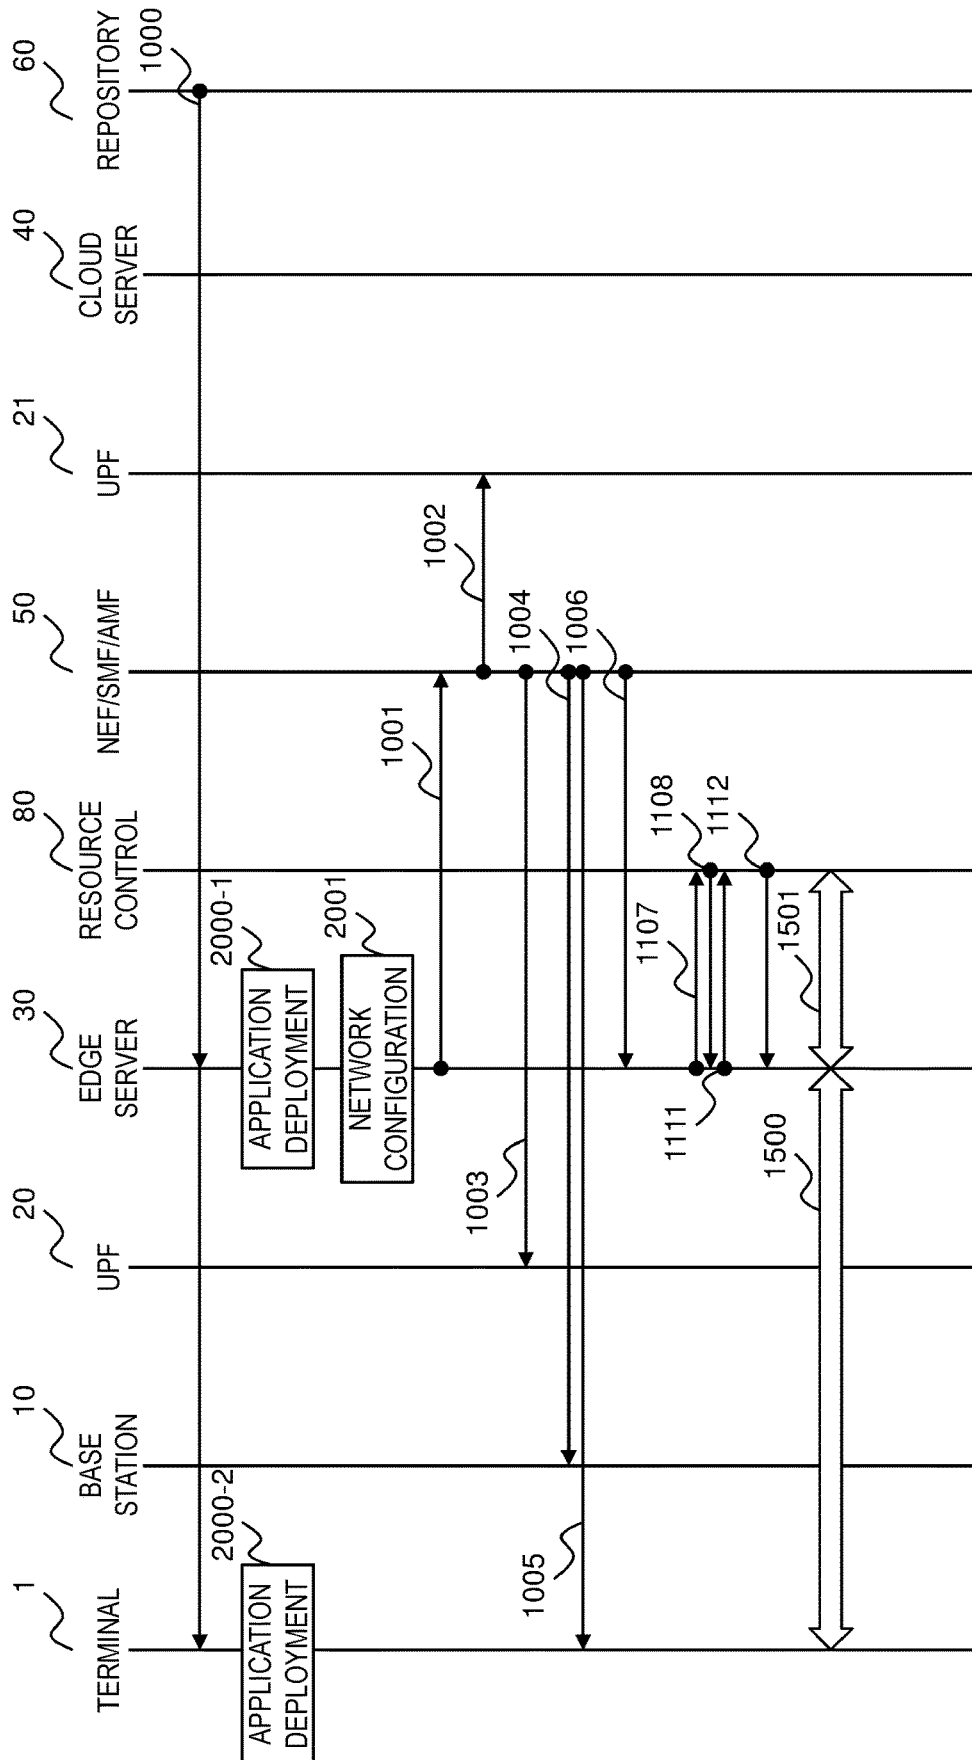 1
TERMINAL
10
BASE
STATION
20
UPF
30
EDGE
SERVER
80
RESOURCE
CONTROL
50
NEF/SMF/AMF
21
UPF
40
CLOUD
SERVER
60
REPOSITORY
1000
2000-2
APPLICATION
DEPLOYMENT
2000-1
APPLICATION
DEPLOYMENT
2001
NETWORK
CONFIGURATION
1001
1002
1003
1004
1005
1006
1107
1108
1111
1112
1500
1501